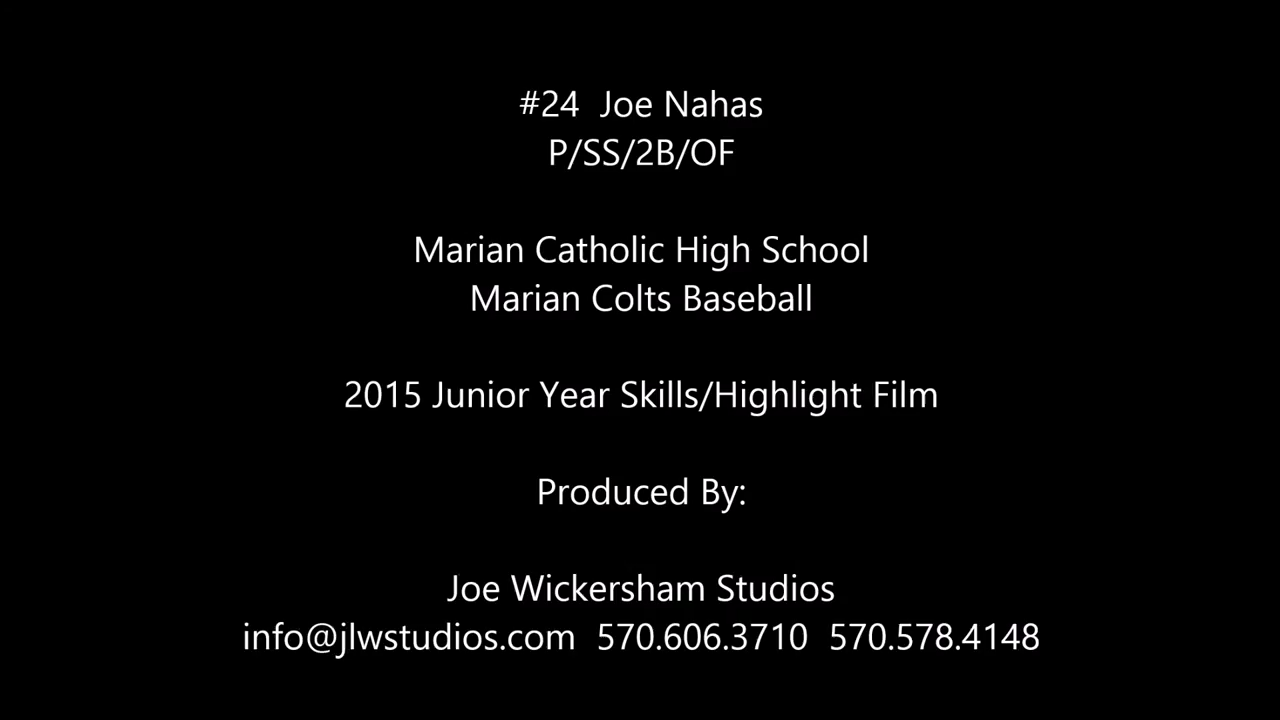 #24  Joe Nahas
P/SS/2B/OF
Marian Catholic High School
Marian Colts Baseball
2015 Junior Year Skills/Highlight Film
Produced By:
Joe Wickersham Studios
info@jlwstudios.com  570.606.3710  570.578.4148